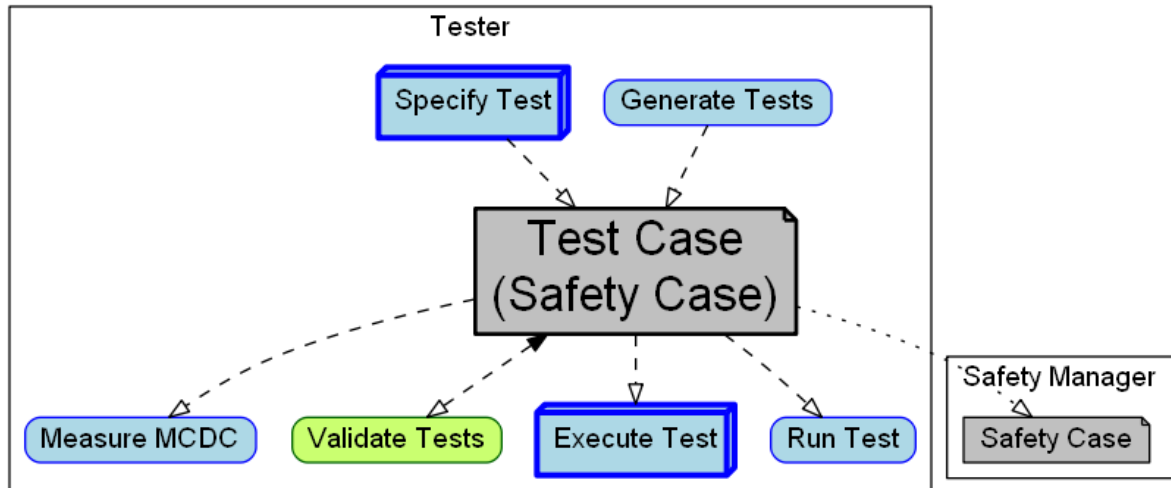 Tester
Specify Test
Generate Tests
Test Case
(Safety Case)
Safety Manager
Measure MCDC
Validate Tests
Execute Test
Run Test
Safety Case